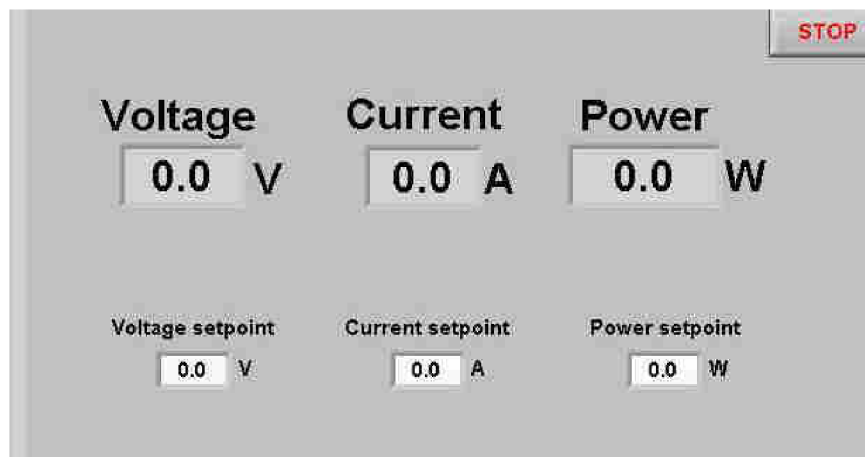 STOP
Voltage Current Power
0.0 V 0.0 A 0.0 W
Voltage setpoint Current setpoint Power setpoint
0.0 V 0.0 A 0.0 W